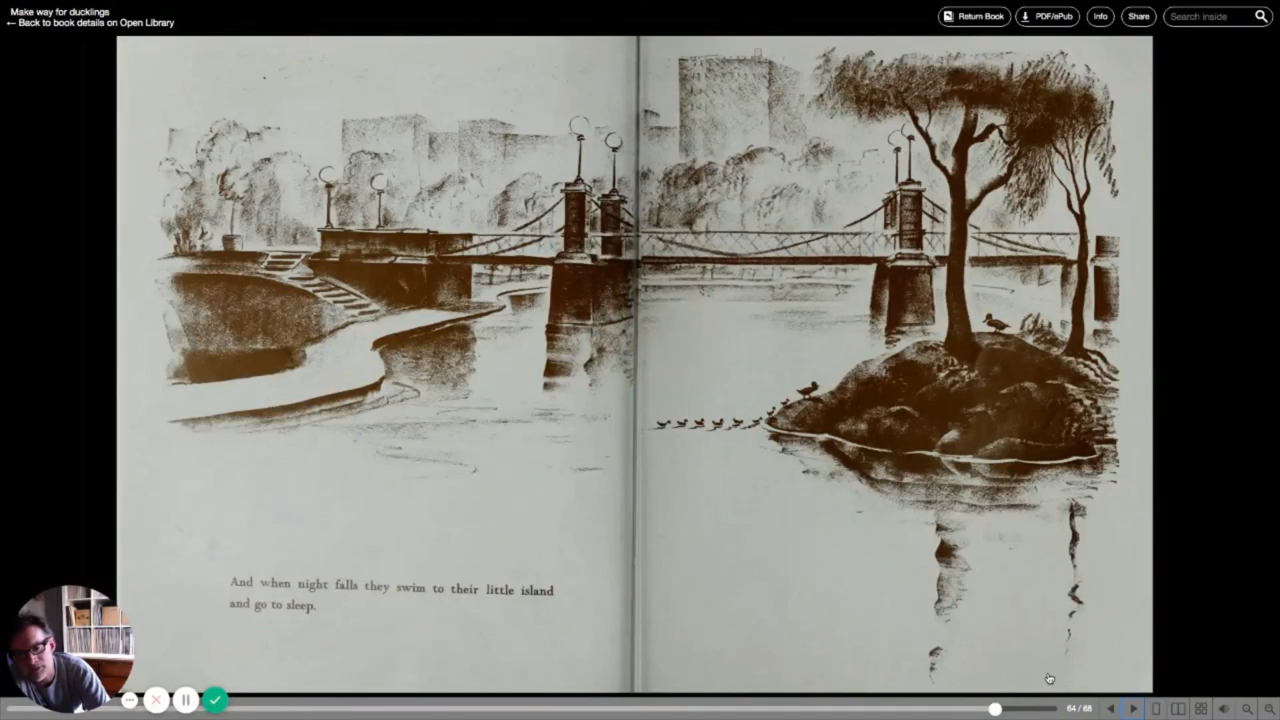 Make way for ducklings
← Back to book details on Open Library
Return Book
PDF/ePub
Info
Share
Search inside
And when night falls they swim to their little island
and go to sleep.
64 / 68